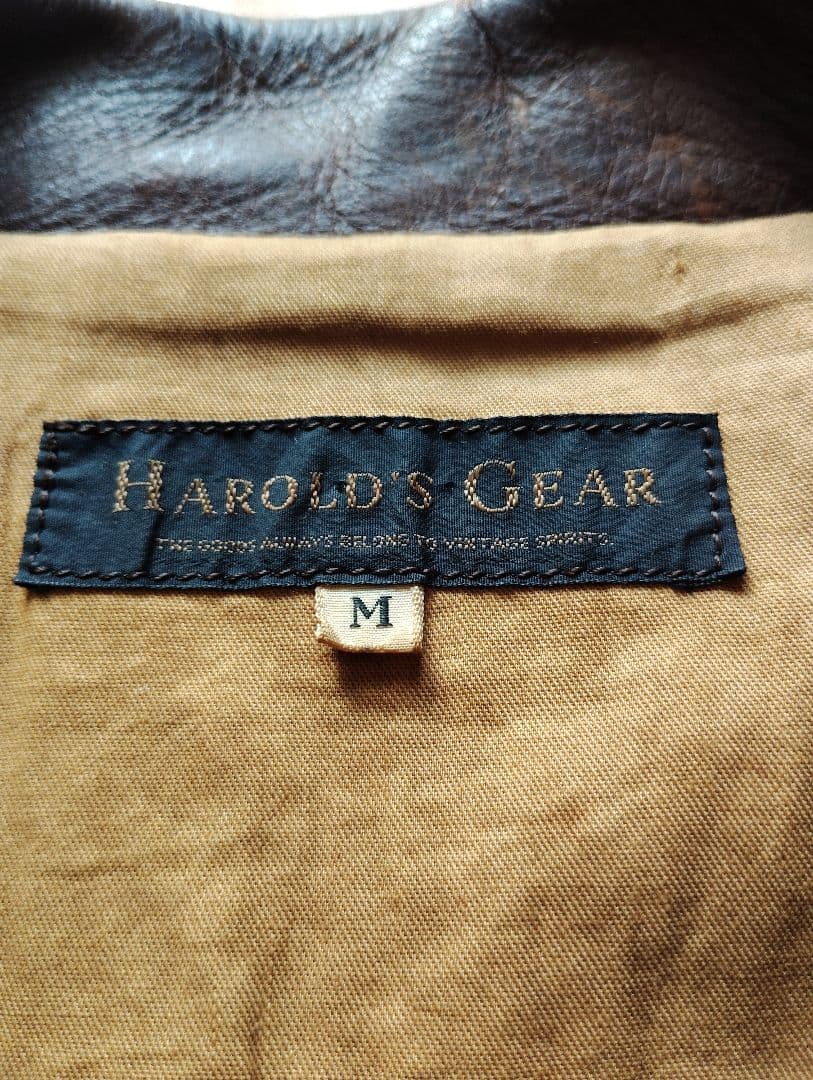 HAROLD'S GEAR
THE GOODS ALWAYS BELONG TO VINTAGE SPIRITS.
M